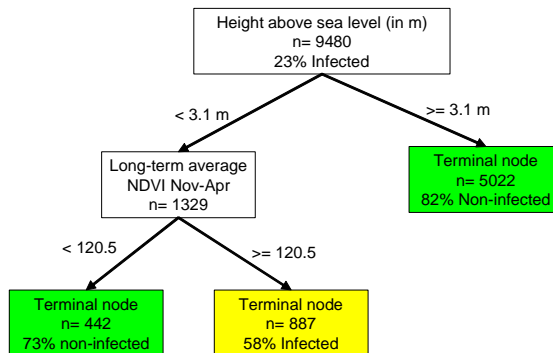 Height above sea level (in m)
n= 9480
23% Infected
< 3.1 m
>= 3.1 m
Long-term average
NDVI Nov-Apr
n= 1329
Terminal node
n= 5022
82% Non-infected
< 120.5
>= 120.5
Terminal node
n= 442
73% non-infected
Terminal node
n= 887
58% Infected